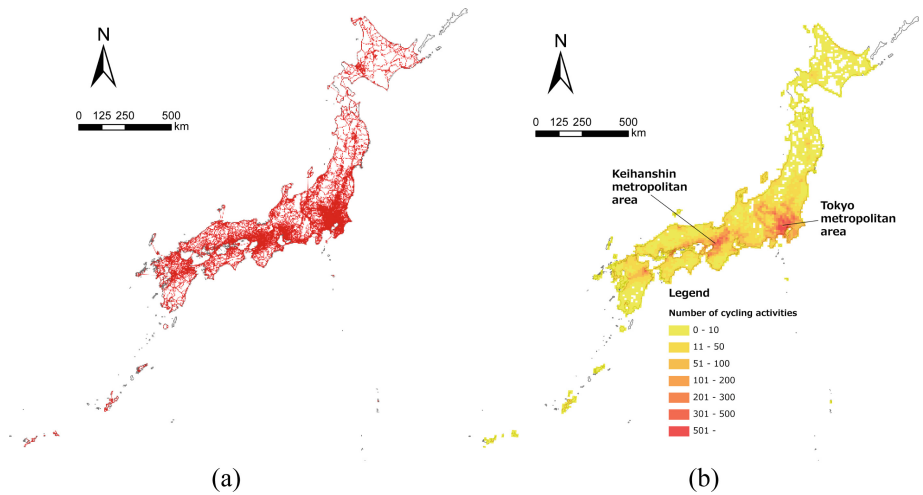 N
0 125 250 500
km
(a)
N
0 125 250 500
km
Keihanshin
metropolitan
area
Tokyo
metropolitan
area
Legend
Number of cycling activities
0 - 10
11 - 50
51 - 100
101 - 200
201 - 300
301 - 500
501 -
(b)